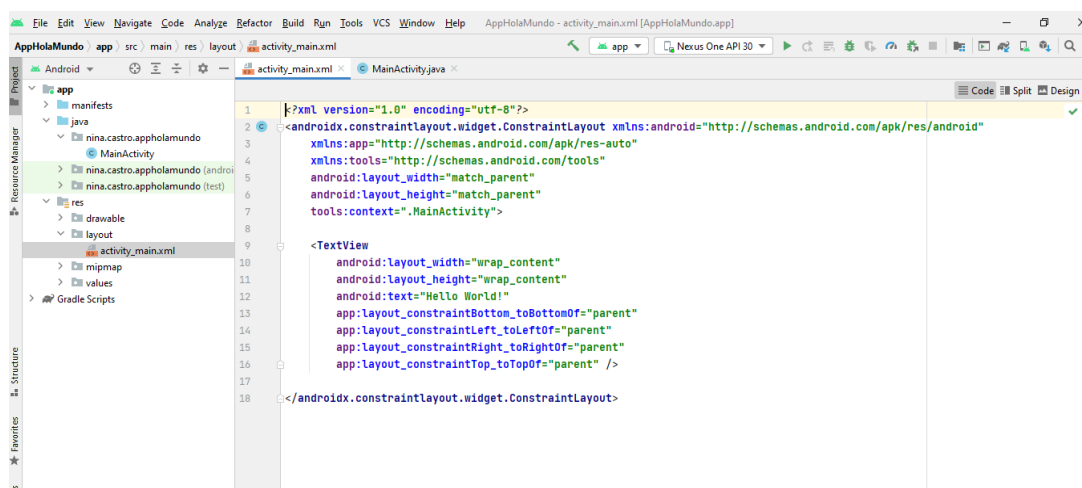 File Edit View Navigate Code Analyze Refactor Build Run Tools VCS Window Help AppHolaMundo - activity_main.xml [AppHolaMundo.app]
AppHolaMundo app src main res layout activity_main.xml app Nexus One API 30
Android
activity_main.xml MainActivity.java
Code Split Design
Project
Resource Manager
Structure
Favorites
app
manifests
java
nina.castro.appholamundo
MainActivity
nina.castro.appholamundo (androi
nina.castro.appholamundo (test)
res
drawable
layout
activity_main.xml
mipmap
values
Gradle Scripts
1 <?xml version="1.0" encoding="utf-8"?>
2 <androidx.constraintlayout.widget.ConstraintLayout xmlns:android="http://schemas.android.com/apk/res/android"
3 xmlns:app="http://schemas.android.com/apk/res-auto"
4 xmlns:tools="http://schemas.android.com/tools"
5 android:layout_width="match_parent"
6 android:layout_height="match_parent"
7 tools:context=".MainActivity">
8
9 <TextView
10 android:layout_width="wrap_content"
11 android:layout_height="wrap_content"
12 android:text="Hello World!"
13 app:layout_constraintBottom_toBottomOf="parent"
14 app:layout_constraintLeft_toLeftOf="parent"
15 app:layout_constraintRight_toRightOf="parent"
16 app:layout_constraintTop_toTopOf="parent" />
17
18 </androidx.constraintlayout.widget.ConstraintLayout>